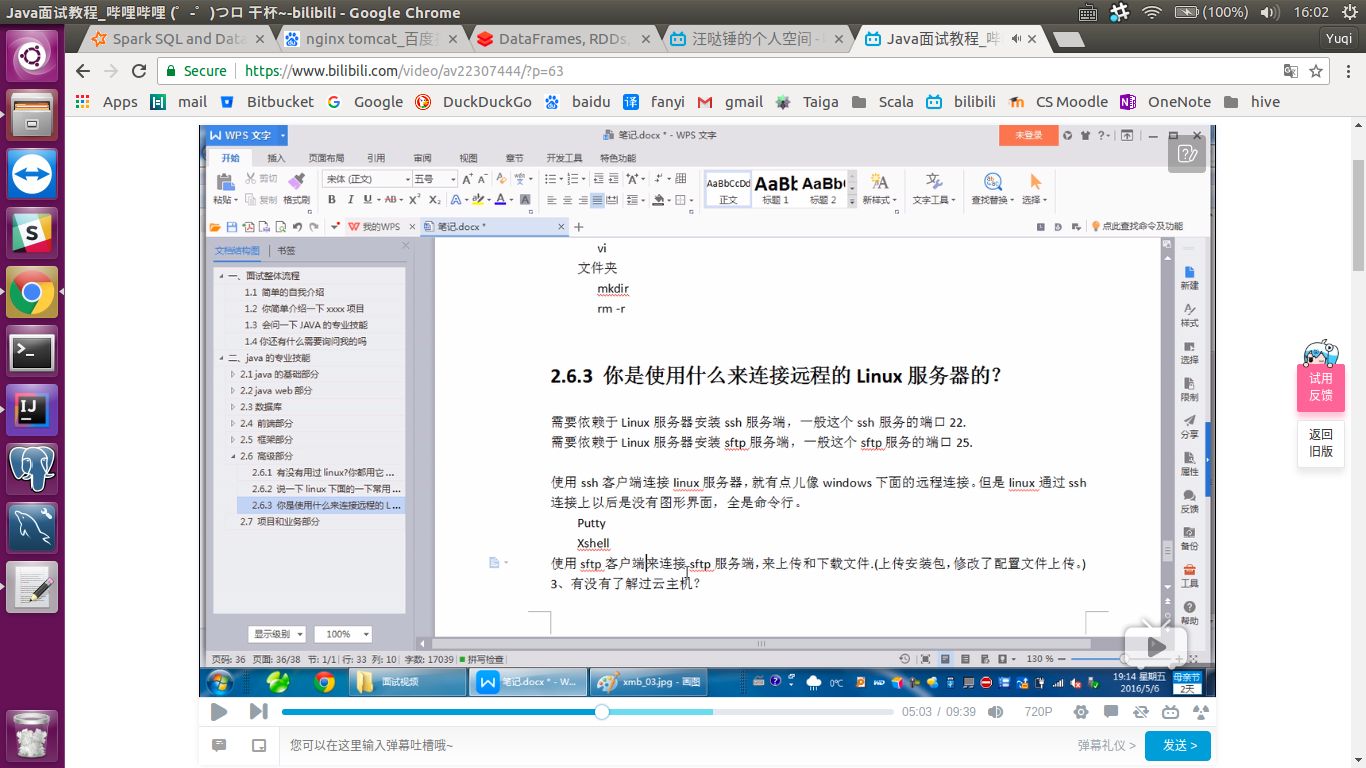 Java面试教程_哔哩哔哩 (゜-゜)つロ 干杯~-bilibili - Google Chrome
(100%)
16:02
Spark SQL and Data
nginx tomcat_百度
DataFrames, RDDs,
汪哒锤的个人空间 -
Java面试教程_哔
Yuqi
Secure
https://www.bilibili.com/video/av22307444/?p=63
Apps
mail
Bitbucket
Google
DuckDuckGo
baidu
译
fanyi
gmail
Taiga
Scala
bilibili
CS Moodle
OneNote
hive
WPS 文字
笔记.docx * - WPS 文字
未登录
开始
插入
页面布局
引用
审阅
视图
章节
开发工具
特色功能
粘贴
剪切
复制
格式刷
宋体 (正文)
五号
AaBbCcDd
正文
AaBb
标题 1
AaBb(
标题 2
新样式
文字工具
查找替换
选择
我的WPS
笔记.docx *
点此查找命令及功能
文档结构图
书签
一、面试整体流程
1.1 简单的自我介绍
1.2 你简单介绍一下 xxxx 项目
1.3 会问一下 JAVA 的专业技能
1.4 你还有什么需要询问我的吗
二、java 的专业技能
2.1 java 的基础部分
2.2 java web 部分
2.3 数据库
2.4 前端部分
2.5 框架部分
2.6 高级部分
2.6.1 有没有用过 linux?你都用它 ...
2.6.2 说一下 linux 下面的一下常用 ...
2.6.3 你是使用什么来连接远程的 L ...
2.7 项目和业务部分
显示级别
100%
vi
文件夹
mkdir
rm -r
2.6.3 你是使用什么来连接远程的 Linux 服务器的?
需要依赖于 Linux 服务器安装 ssh 服务端，一般这个 ssh 服务的端口 22.
需要依赖于 Linux 服务器安装 sftp 服务端，一般这个 sftp 服务的端口 25.
使用 ssh 客户端连接 linux 服务器，就有点儿像 windows 下面的远程连接。但是 linux 通过 ssh
连接上以后是没有图形界面，全是命令行。
Putty
Xshell
使用 sftp 客户端来连接 sftp 服务端，来上传和下载文件.(上传安装包，修改了配置文件上传。)
3、有没有了解过云主机?
新建
样式
选择
限制
分享
属性
反馈
备份
工具
帮助
页码: 36 页面: 36/38 节: 1/1 行: 33 列: 10 字数: 17039 拼写检查
130 %
面试视频
笔记.docx * - W...
xmb_03.jpg - 画图
0℃
19:14 星期五
2016/5/6
母亲节
2天
试用
反馈
返回
旧版
05:03 / 09:39
720P
您可以在这里输入弹幕吐槽哦~
弹幕礼仪 >
发送 >